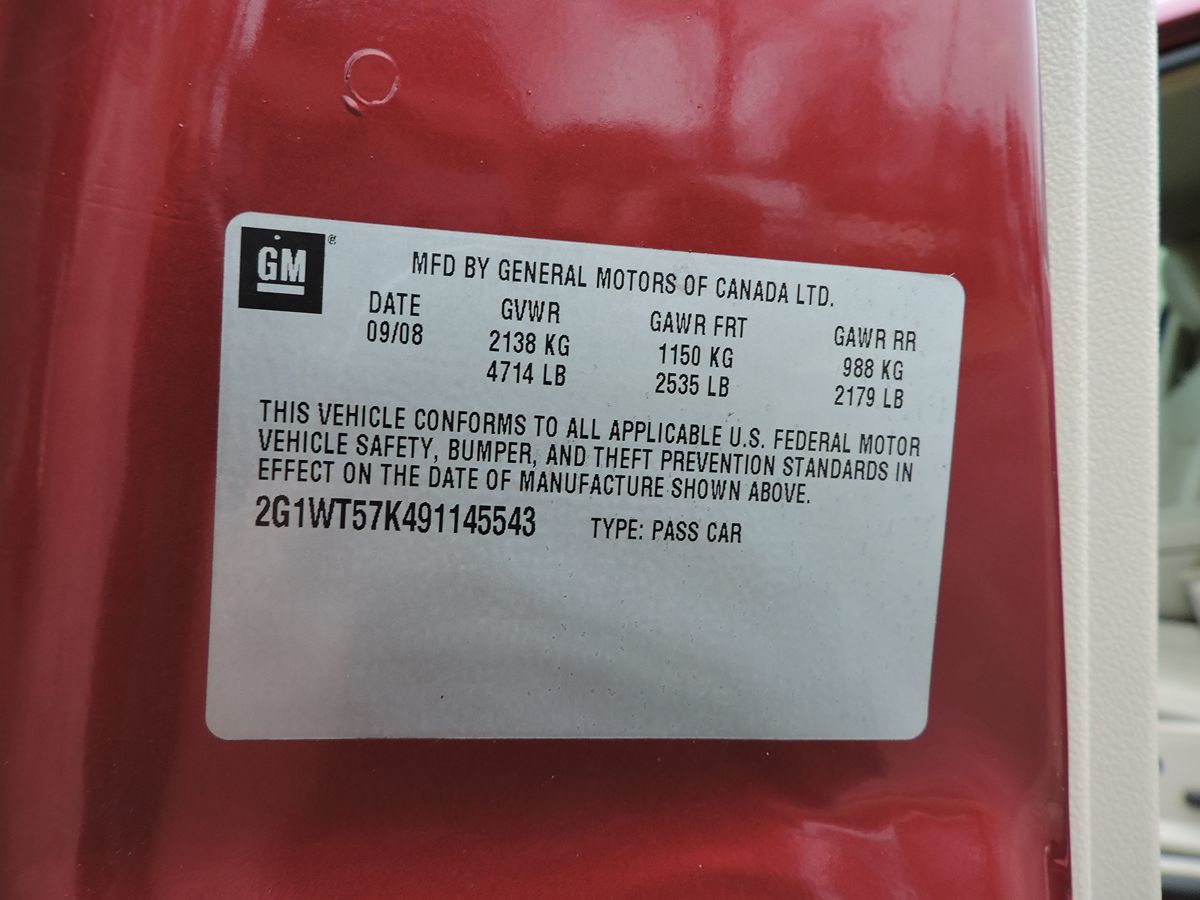 GM ®
MFD BY GENERAL MOTORS OF CANADA LTD.
DATE GVWR GAWR FRT GAWR RR
09/08 2138 KG 1150 KG 988 KG
4714 LB 2535 LB 2179 LB
THIS VEHICLE CONFORMS TO ALL APPLICABLE U.S. FEDERAL MOTOR
VEHICLE SAFETY, BUMPER, AND THEFT PREVENTION STANDARDS IN
EFFECT ON THE DATE OF MANUFACTURE SHOWN ABOVE.
2G1WT57K491145543 TYPE: PASS CAR